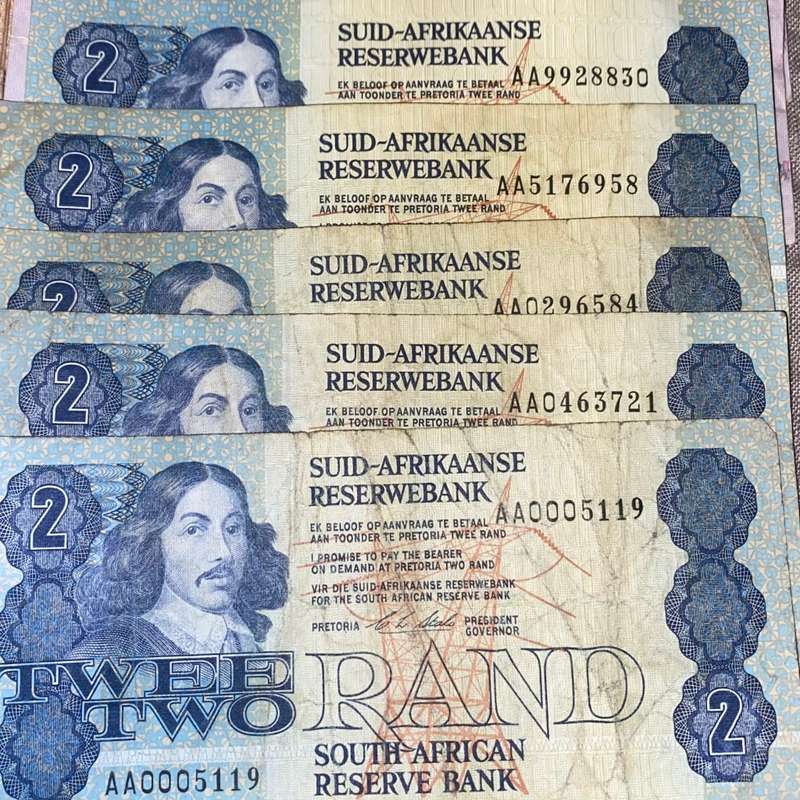 2
SUID-AFRIKAANSE
RESERWEBANK
EK BELOOF OP AANVRAAG TE BETAAL
AAN TOONDER TE PRETORIA TWEE RAND
AA9928830
2
SUID-AFRIKAANSE
RESERWEBANK
EK BELOOF OP AANVRAAG TE BETAAL
AAN TOONDER TE PRETORIA TWEE RAND
AA5176958
2
SUID-AFRIKAANSE
RESERWEBANK
AA0296584
2
SUID-AFRIKAANSE
RESERWEBANK
EK BELOOF OP AANVRAAG TE BETAAL
AAN TOONDER TE PRETORIA TWEE RAND
AA0463721
2
SUID-AFRIKAANSE
RESERWEBANK
EK BELOOF OP AANVRAAG TE BETAAL
AAN TOONDER TE PRETORIA TWEE RAND
AA0005119
I PROMISE TO PAY THE BEARER
ON DEMAND AT PRETORIA TWO RAND
VIR DIE SUID-AFRIKAANSE RESERWEBANK
FOR THE SOUTH AFRICAN RESERVE BANK
PRETORIA PRESIDENT
GOVERNOR
TWEE
TWO
RAND
2
SOUTH AFRICAN
RESERVE BANK
AA0005119